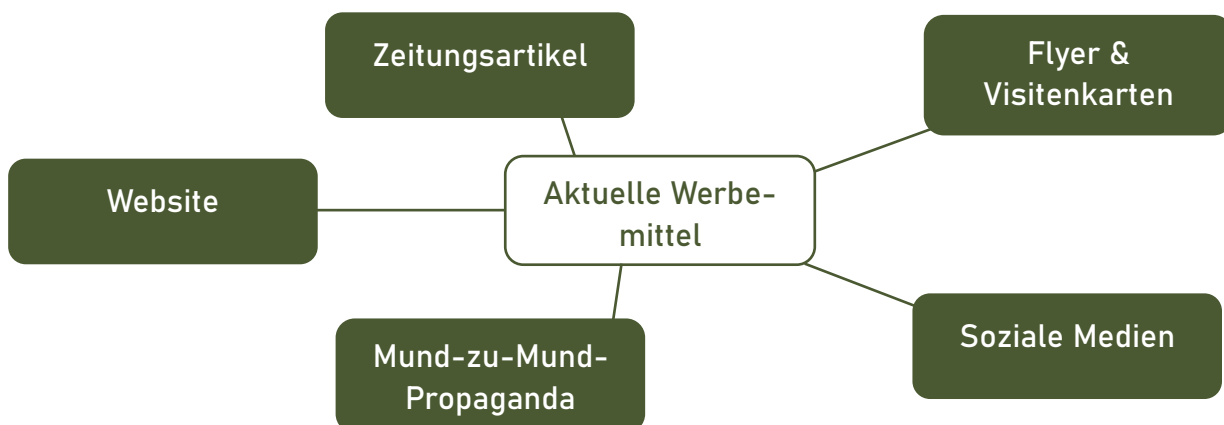 Zeitungsartikel
Flyer &
Visitenkarten
Website
Aktuelle Werbe-
mittel
Mund-zu-Mund-
Propaganda
Soziale Medien